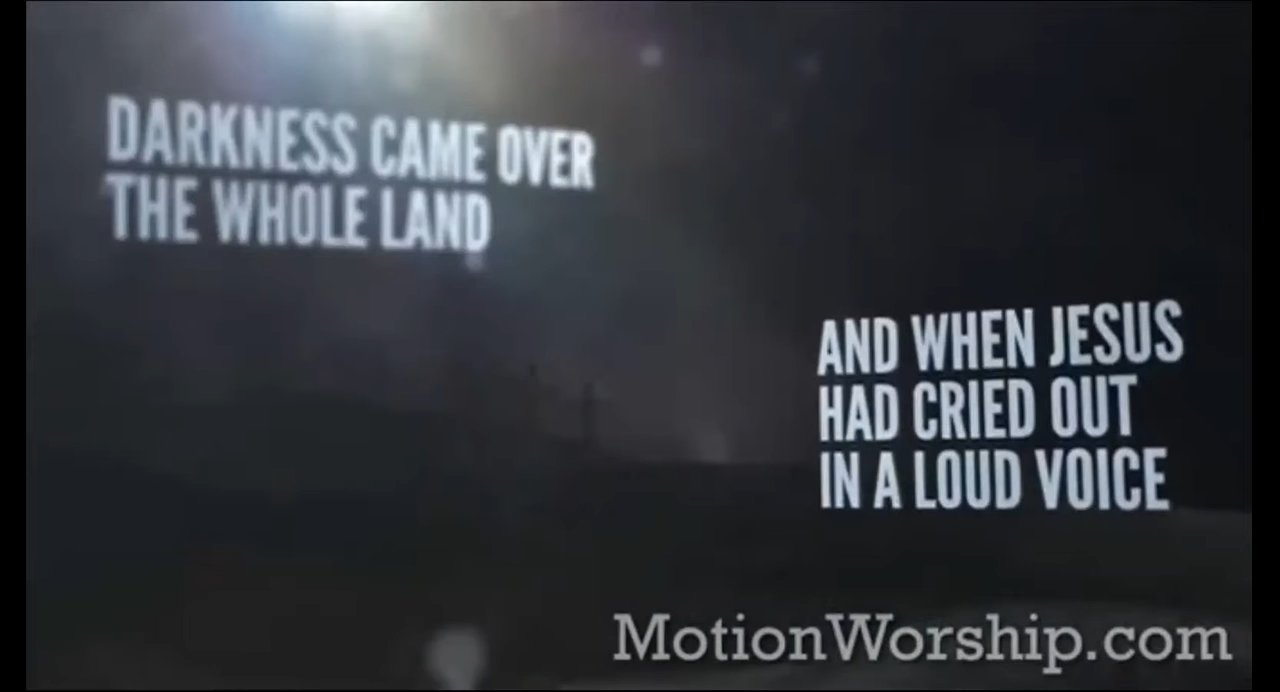 DARKNESS CAME OVER
THE WHOLE LAND
AND WHEN JESUS
HAD CRIED OUT
IN A LOUD VOICE
MotionWorship.com